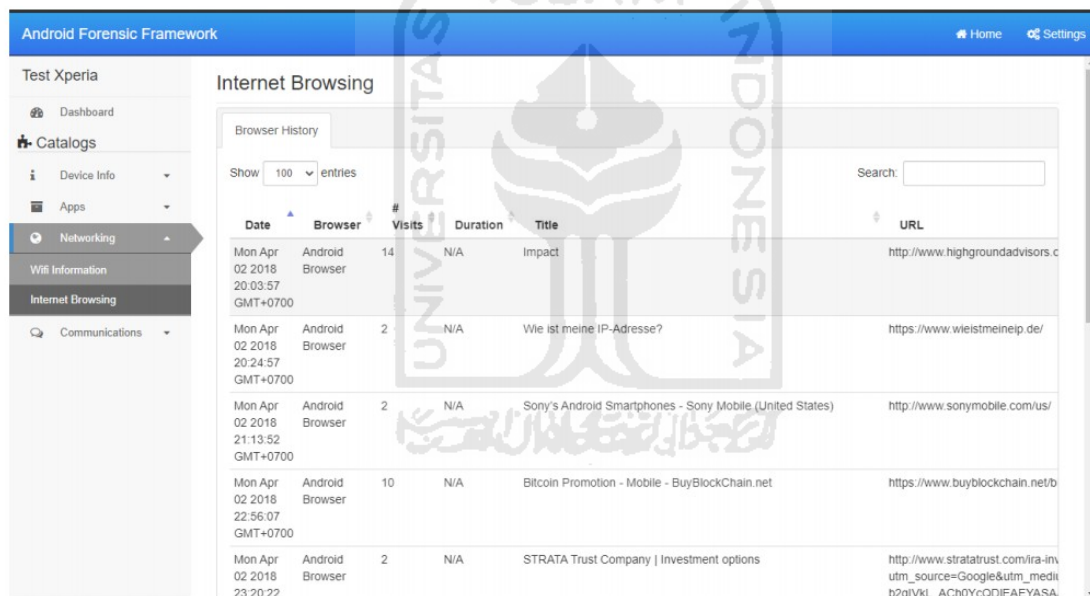 Android Forensic Framework
Home
Settings
Test Xperia
Dashboard
Catalogs
Device Info
Apps
Networking
Wifi Information
Internet Browsing
Communications
Internet Browsing
Browser History
Show 100 entries
Search:
Date Browser # Visits Duration Title URL
Mon Apr 02 2018 20:03:57 GMT+0700 Android Browser 14 N/A Impact http://www.highgroundadvisors.c
Mon Apr 02 2018 20:24:57 GMT+0700 Android Browser 2 N/A Wie ist meine IP-Adresse? https://www.wieistmeineip.de/
Mon Apr 02 2018 21:13:52 GMT+0700 Android Browser 2 N/A Sony's Android Smartphones - Sony Mobile (United States) http://www.sonymobile.com/us/
Mon Apr 02 2018 22:56:07 GMT+0700 Android Browser 10 N/A Bitcoin Promotion - Mobile - BuyBlockChain.net https://www.buyblockchain.net/b
Mon Apr 02 2018 23:20:22 Android Browser 2 N/A STRATA Trust Company | Investment options http://www.stratatrust.com/ira-inv
utm_source=Google&utm_mediu
UNIVERSITAS
INDONESIA